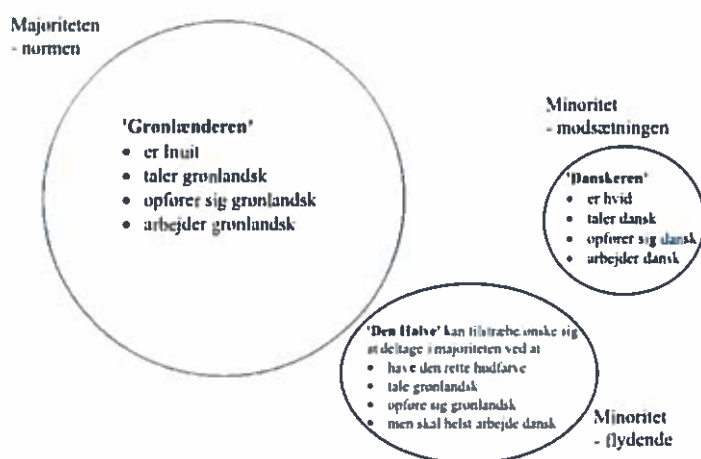 Majoriteten
- normen
'Grønlænderen'
• er Inuit
• taler grønlandsk
• opfører sig grønlandsk
• arbejder grønlandsk
Minoritet
- modsætningen
'Danskeren'
• er hvid
• taler dansk
• opfører sig dansk
• arbejder dansk
'Den Halve' kan tilstræbe/ønske sig
at deltage i majoriteten ved at
• have den rette hudfarve
• tale grønlandsk
• opføre sig grønlandsk
• men skal helst arbejde dansk
Minoritet
- flydende